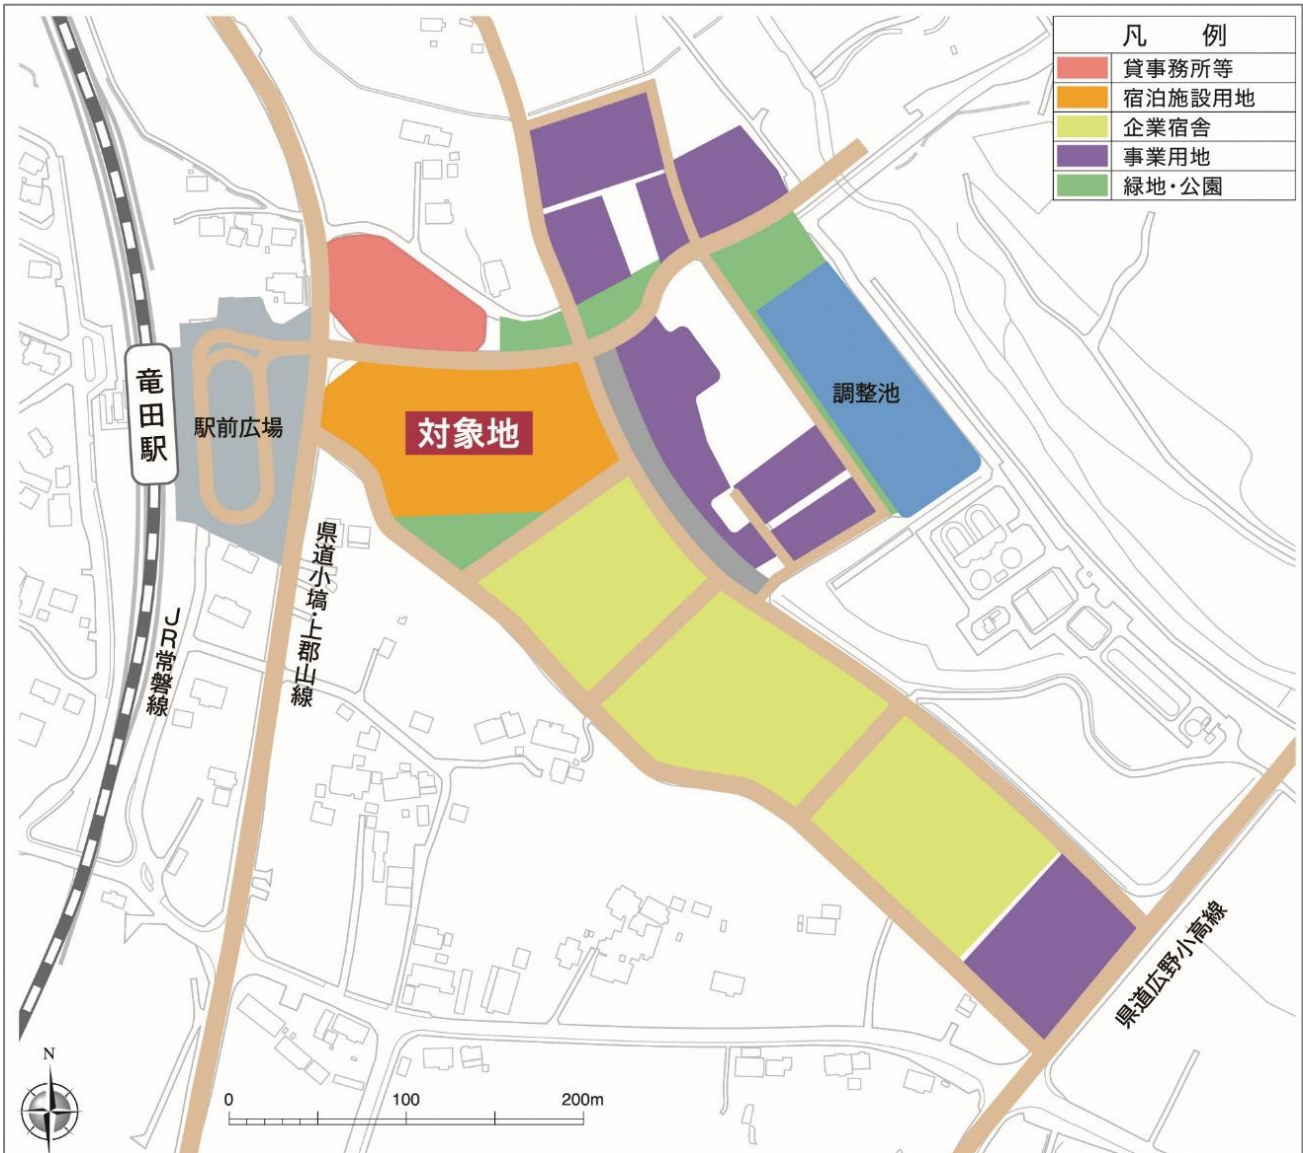 凡 例
貸事務所等
宿泊施設用地
企業宿舎
事業用地
緑地・公園
竜田駅
駅前広場
対象地
調整池
県道小塙・上郡山線
JR常磐線
県道広野小高線
N
0 100 200m